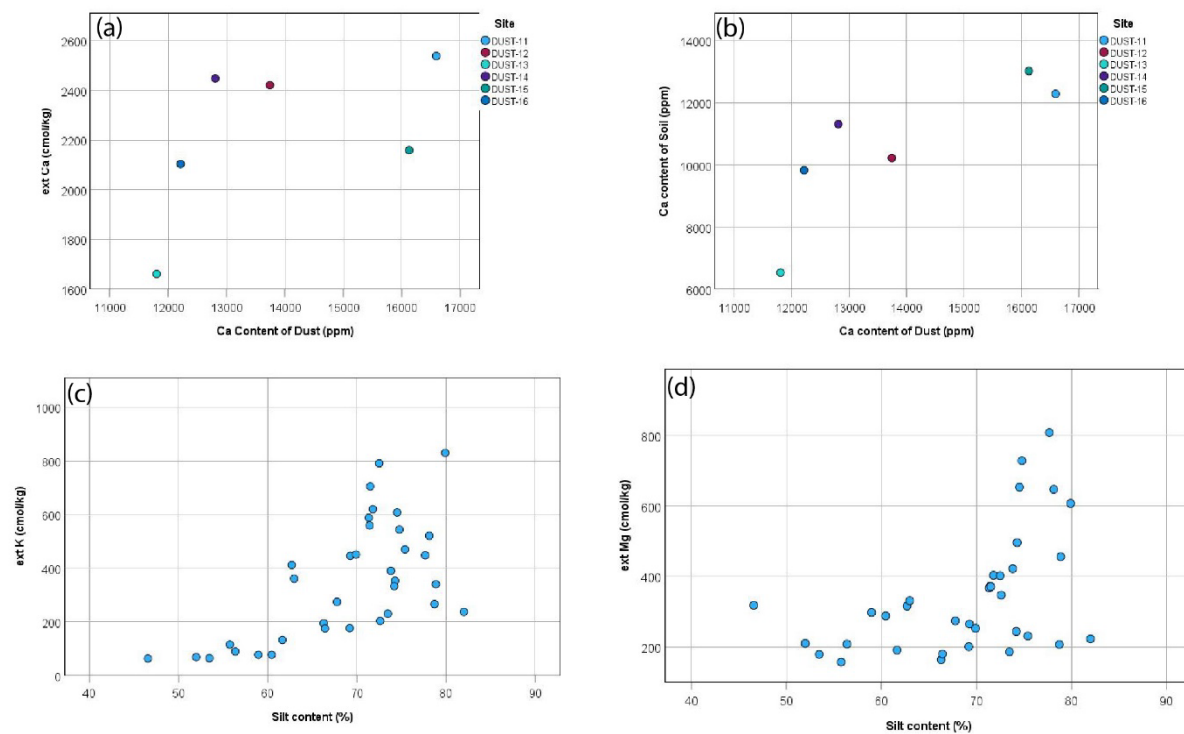 (a)
Site
DUST-11
DUST-12
DUST-13
DUST-14
DUST-15
DUST-16
2600
2400
2200
2000
1800
1600
ext Ca (cmol/kg)
11000 12000 13000 14000 15000 16000 17000
Ca Content of Dust (ppm)
(b)
Site
DUST-11
DUST-12
DUST-13
DUST-14
DUST-15
DUST-16
14000
12000
10000
8000
6000
Ca content of Soil (ppm)
11000 12000 13000 14000 15000 16000 17000
Ca content of Dust (ppm)
(c)
1000
800
600
400
200
0
ext K (cmol/kg)
40 50 60 70 80 90
Silt content (%)
(d)
800
600
400
200
ext Mg (cmol/kg)
40 50 60 70 80 90
Silt content (%)